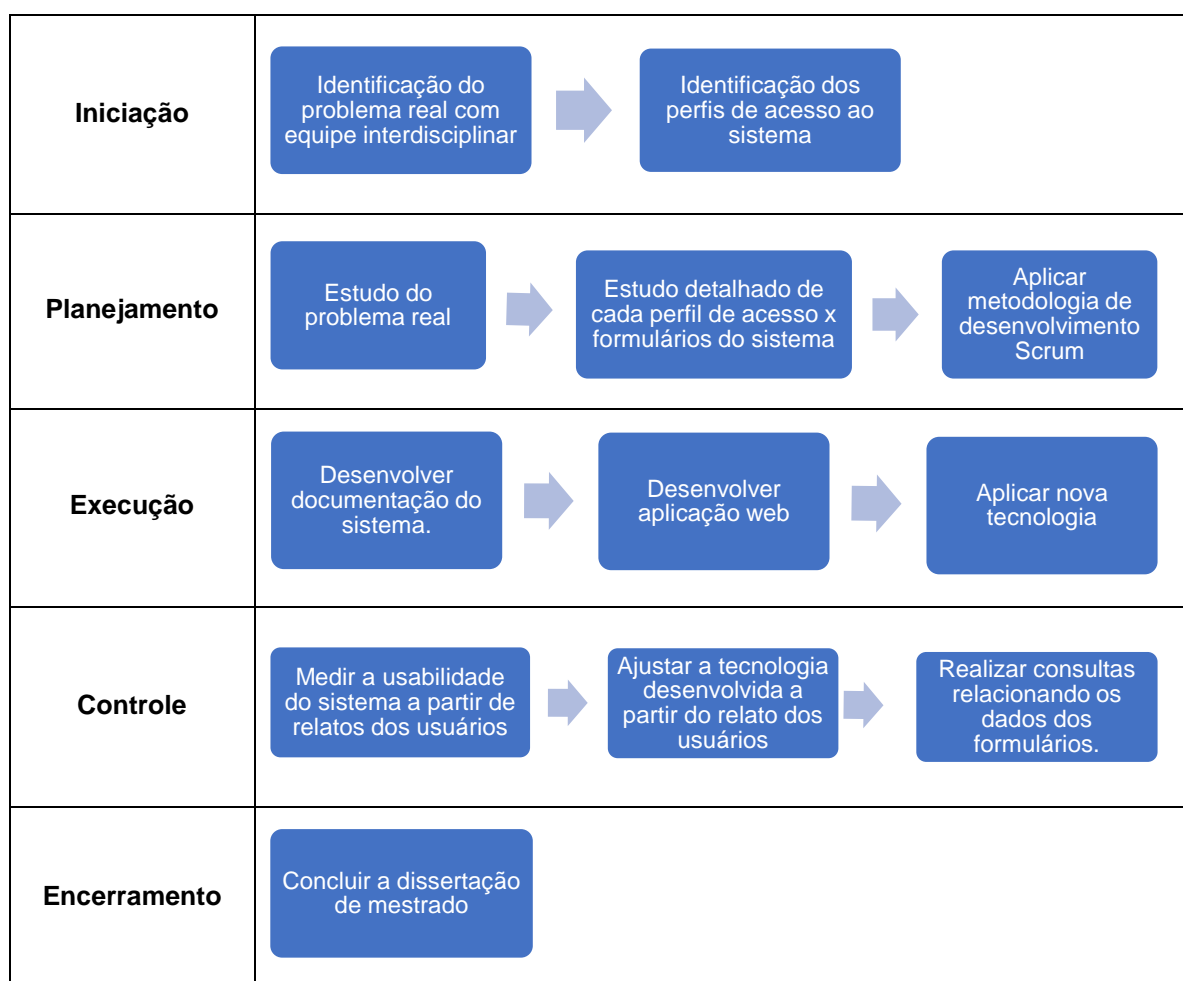 Iniciação
Identificação do
problema real com
equipe interdisciplinar
Identificação dos
perfis de acesso ao
sistema
Planejamento
Estudo do
problema real
Estudo detalhado de
cada perfil de acesso x
formulários do sistema
Aplicar
metodologia de
desenvolvimento
Scrum
Execução
Desenvolver
documentação do
sistema.
Desenvolver
aplicação web
Aplicar nova
tecnologia
Controle
Medir a usabilidade
do sistema a partir de
relatos dos usuários
Ajustar a tecnologia
desenvolvida a
partir do relato dos
usuários
Realizar consultas
relacionando os
dados dos
formulários.
Encerramento
Concluir a dissertação
de mestrado